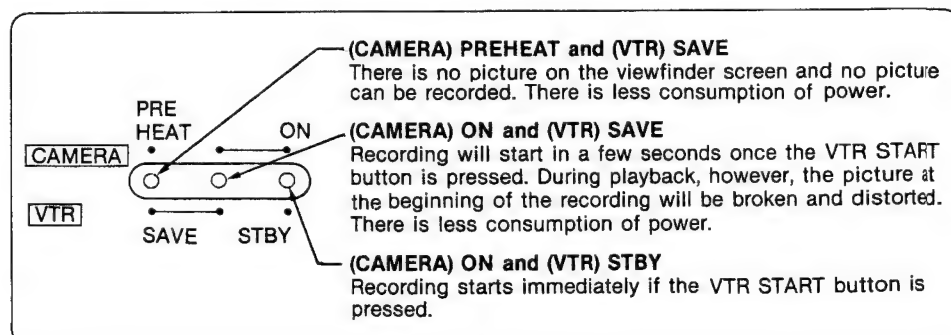 (CAMERA) PREHEAT and (VTR) SAVE
There is no picture on the viewfinder screen and no picture
can be recorded. There is less consumption of power.
PRE
HEAT
ON
CAMERA
(CAMERA) ON and (VTR) SAVE
Recording will start in a few seconds once the VTR START
button is pressed. During playback, however, the picture at
the beginning of the recording will be broken and distorted.
There is less consumption of power.
VTR
SAVE
STBY
(CAMERA) ON and (VTR) STBY
Recording starts immediately if the VTR START button is
pressed.